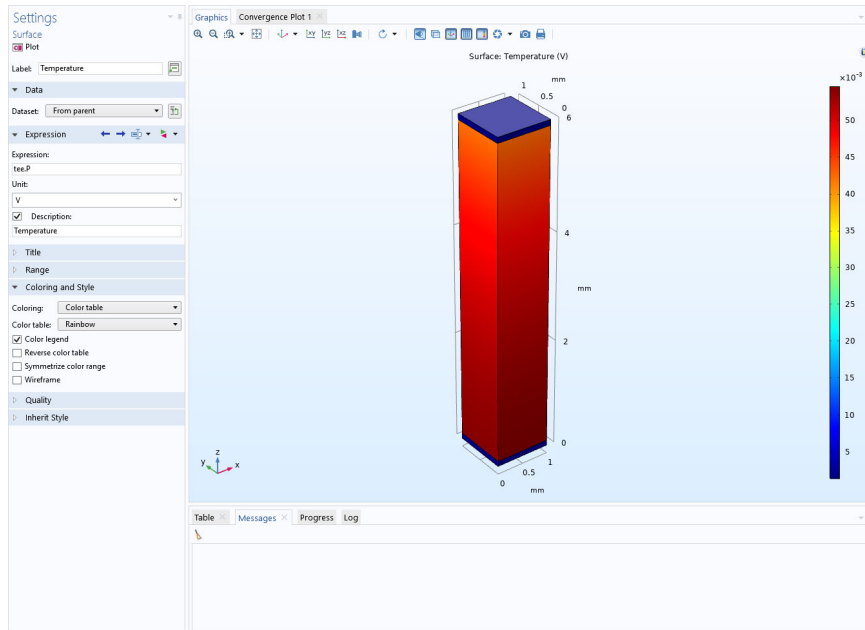 Settings
Surface
Plot
Label: Temperature
Data
Dataset: From parent
Expression
Expression:
tee.P
Unit:
V
Description:
Temperature
Title
Range
Coloring and Style
Coloring: Color table
Color table: Rainbow
Color legend
Reverse color table
Symmetrize color range
Wireframe
Quality
Inherit Style
Graphics Convergence Plot 1
xy yz xz
Surface: Temperature (V)
mm
1
0.5
0
6
4
mm
2
0
1
0.5
0
mm
z
y x
×10⁻³
50
45
40
35
30
25
20
15
10
5
Table Messages Progress Log